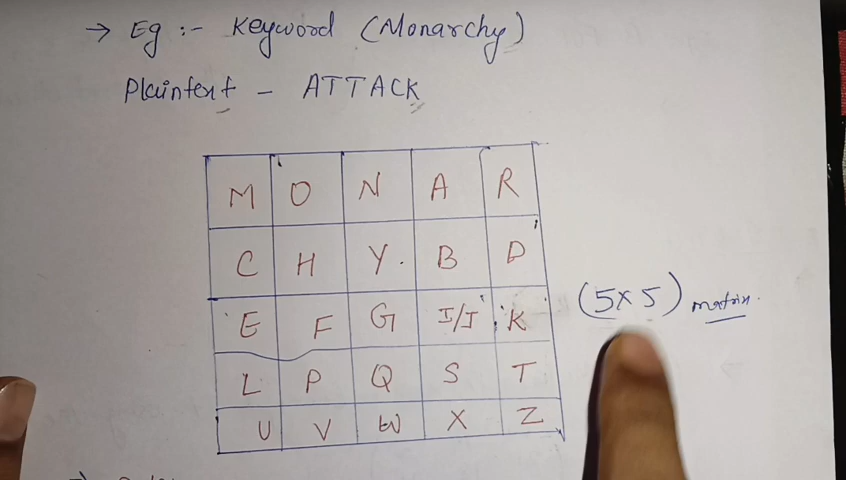 → Eg :- Keyword (Monarchy)
Plaintext - ATTACK
M O N A R
C H Y B D
E F G I/J K
(5x5) matrix.
L P Q S T
U V W X Z